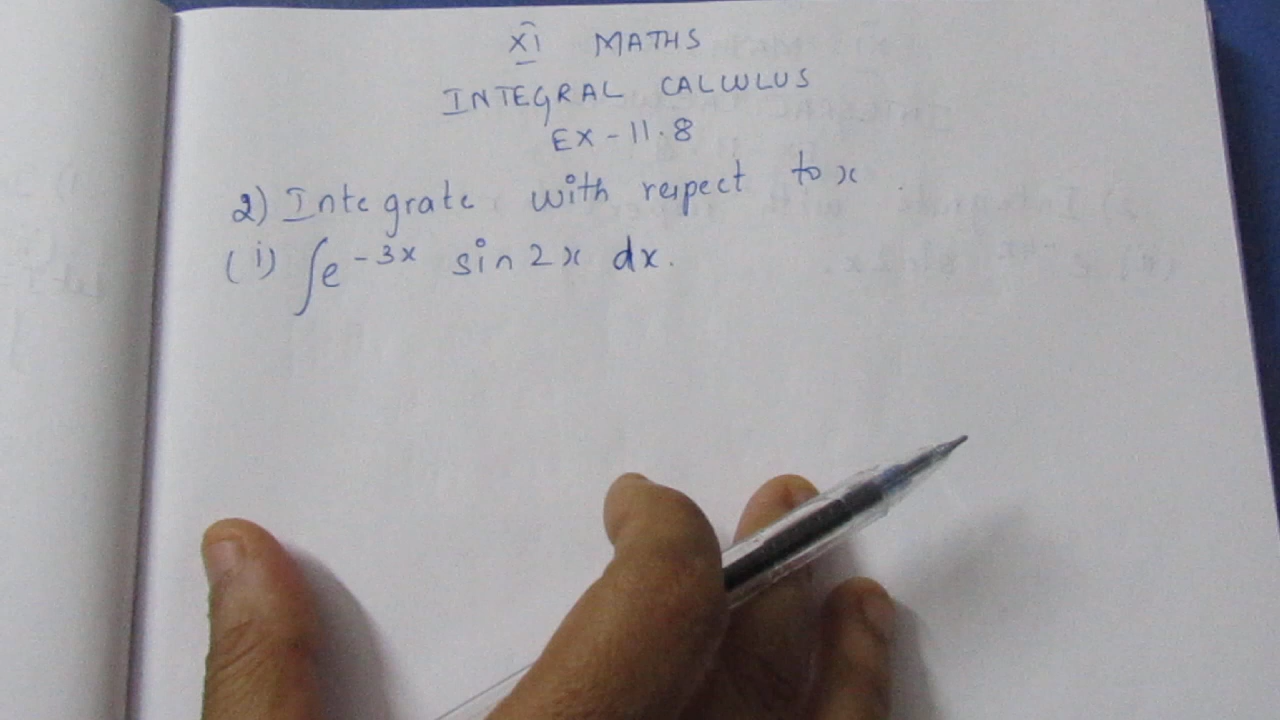 XI MATHS
INTEGRAL CALCULUS
EX - 11.8
2) Integrate with respect to x.
(i) ∫e^-3x sin 2x dx.